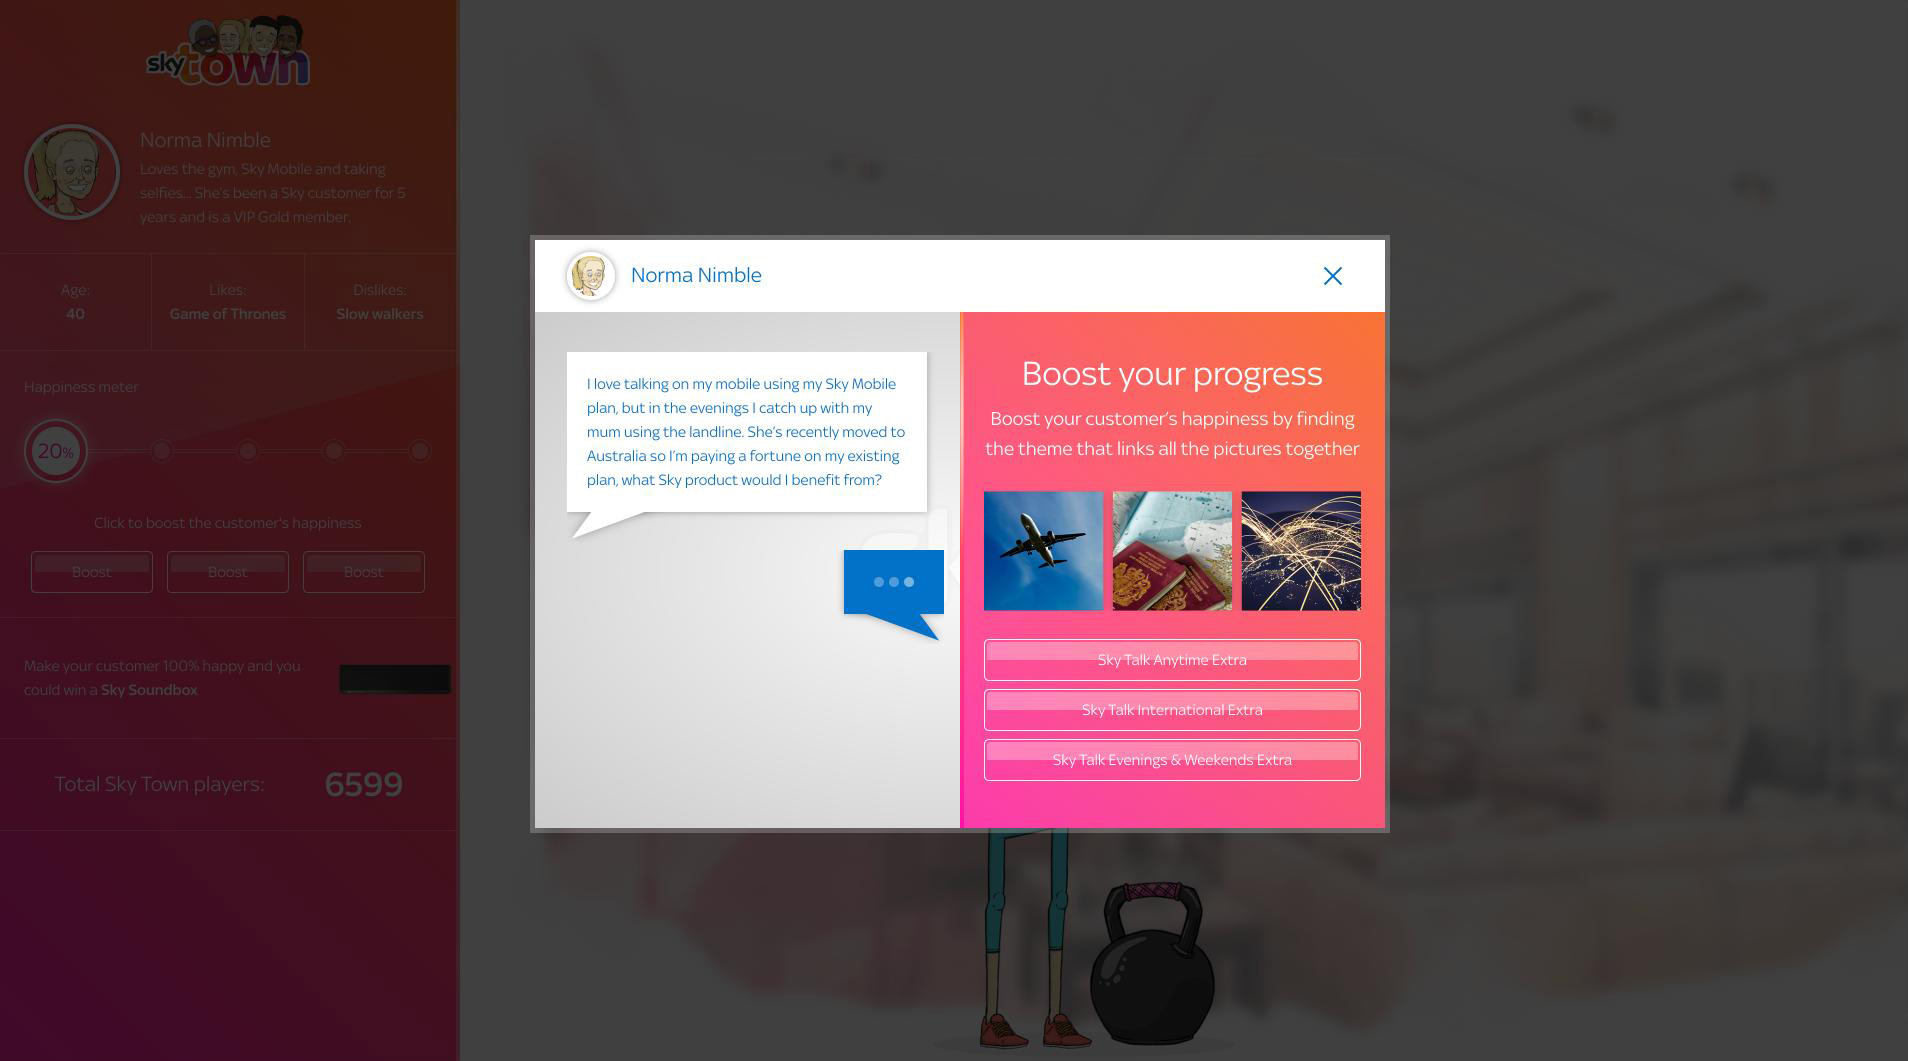 sky town
Norma Nimble
Loves the gym, Sky Mobile and taking
selfies... She's been a Sky customer for 5
years and is a VIP Gold member.
Age:
40
Likes:
Game of Thrones
Dislikes:
Slow walkers
Happiness meter
20%
Click to boost the customer's happiness
Boost
Boost
Boost
Make your customer 100% happy and you
could win a Sky Soundbox
Total Sky Town players: 6599
Norma Nimble
I love talking on my mobile using my Sky Mobile
plan, but in the evenings I catch up with my
mum using the landline. She's recently moved to
Australia so I'm paying a fortune on my existing
plan, what Sky product would I benefit from?
Boost your progress
Boost your customer's happiness by finding
the theme that links all the pictures together
Sky Talk Anytime Extra
Sky Talk International Extra
Sky Talk Evenings & Weekends Extra